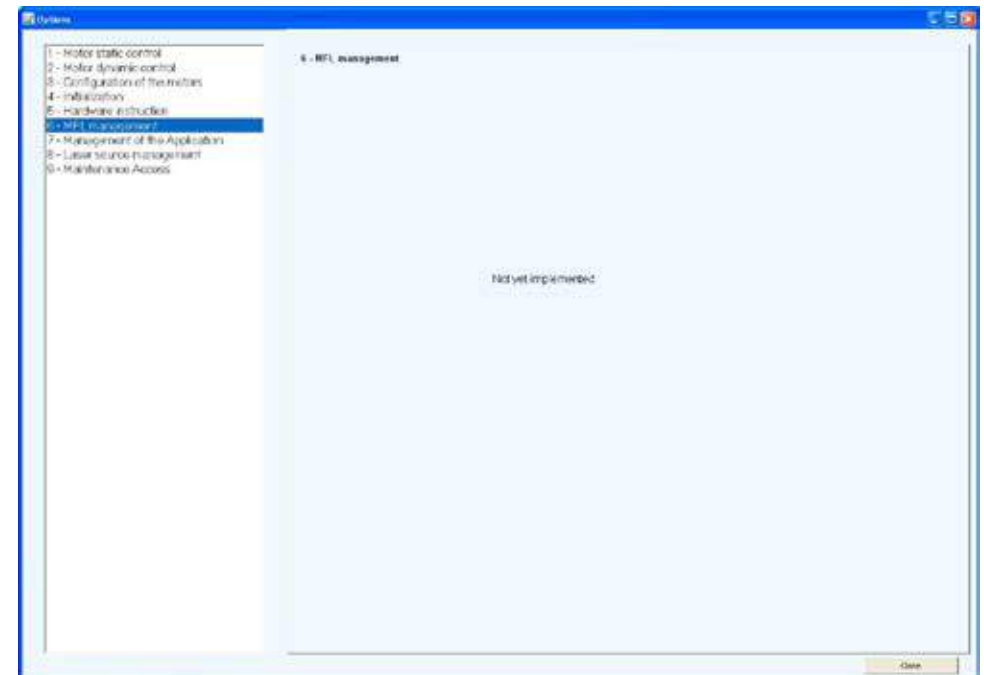 Options
1 - Motor static control
2 - Motor dynamic control
3 - Configuration of the motors
4 - Initialization
5 - Hardware instruction
6 - MFL management
7 - Management of the Application
8 - Laser source management
9 - Maintenance Access
6 - MFL management
Not yet implemented
Close